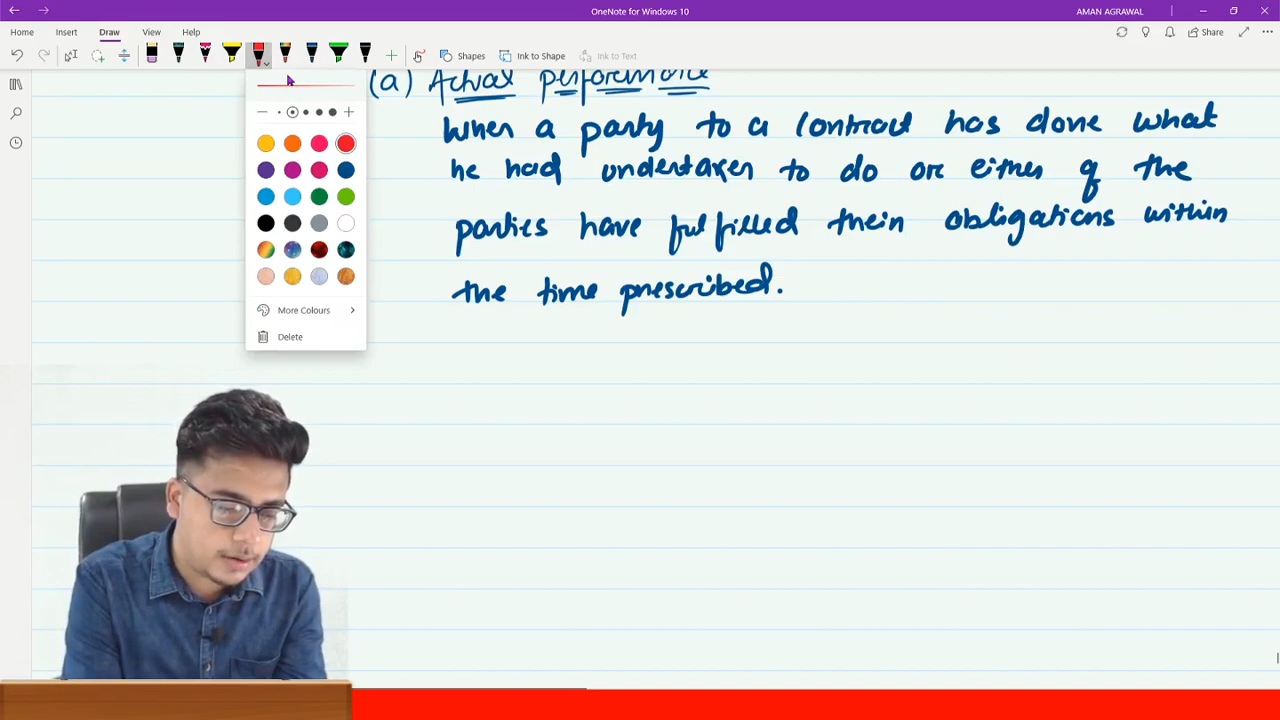 OneNote for Windows 10
AMAN AGRAWAL
Home Insert Draw View Help
Share
Shapes Ink to Shape Ink to Text
(a) Actual performance
When a party to a contract has done what
he had undertaken to do or either of the
parties have fulfilled their obligations within
the time prescribed.
More Colours
Delete